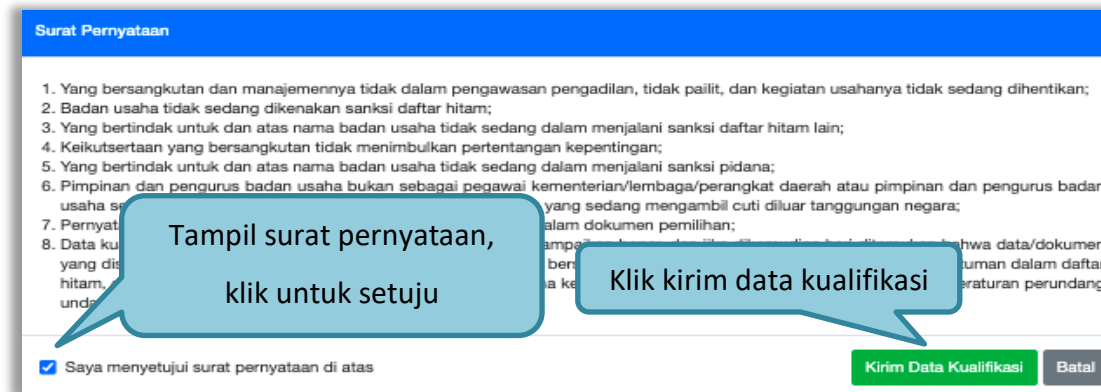 Surat Pernyataan
1. Yang bersangkutan dan manajemennya tidak dalam pengawasan pengadilan, tidak pailit, dan kegiatan usahanya tidak sedang dihentikan;
2. Badan usaha tidak sedang dikenakan sanksi daftar hitam;
3. Yang bertindak untuk dan atas nama badan usaha tidak sedang dalam menjalani sanksi daftar hitam lain;
4. Keikutsertaan yang bersangkutan tidak menimbulkan pertentangan kepentingan;
5. Yang bertindak untuk dan atas nama badan usaha tidak sedang dalam menjalani sanksi pidana;
6. Pimpinan dan pengurus badan usaha bukan sebagai pegawai kementerian/lembaga/perangkat daerah atau pimpinan dan pengurus badan
usaha yang sedang mengambil cuti diluar tanggungan negara;
7. dalam dokumen pemilihan;
8. Data data/dokumen
yang dalam daftar
hitam, perundang
Tampil surat pernyataan,
klik untuk setuju
Klik kirim data kualifikasi
Saya menyetujui surat pernyataan di atas
Kirim Data Kualifikasi Batal